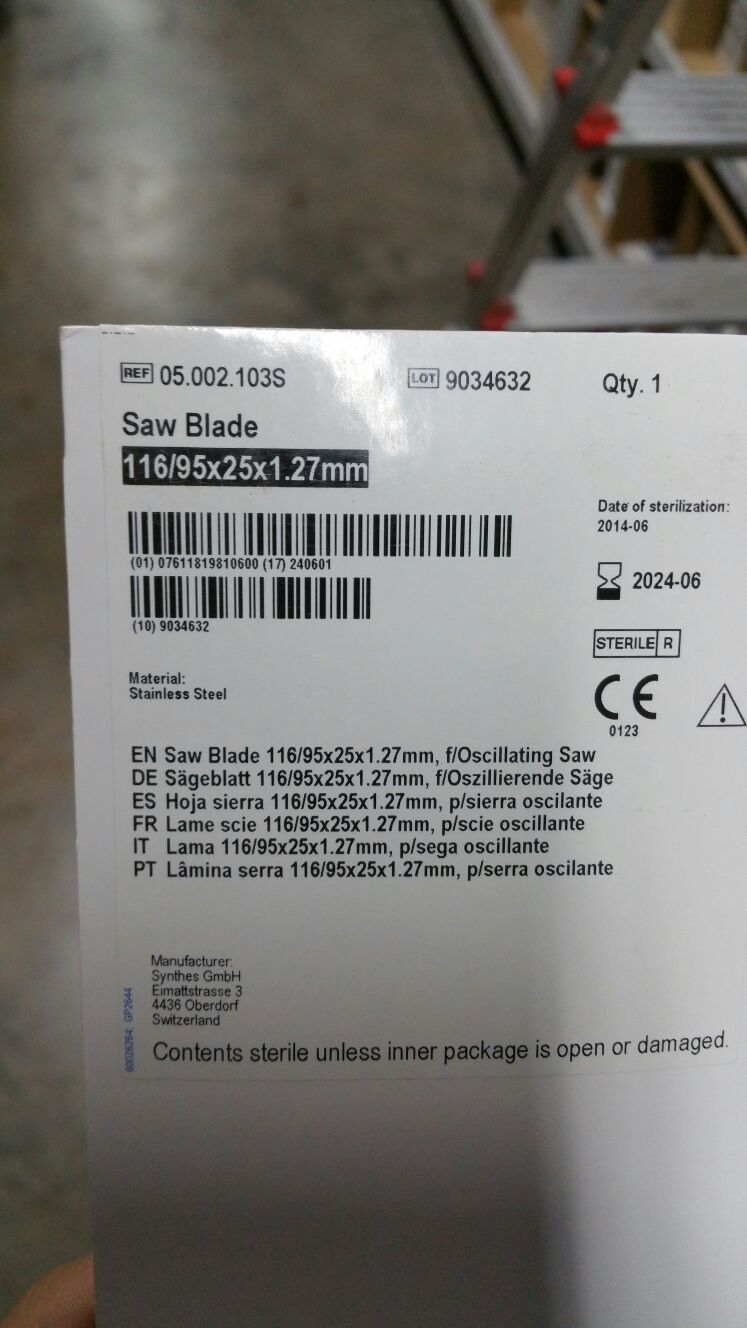 REF 05.002.103S
LOT 9034632
Qty. 1
Saw Blade
116/95x25x1.27mm
Date of sterilization:
2014-06
(01) 07611819810600 (17) 240601
2024-06
(10) 9034632
STERILE R
Material:
Stainless Steel
CE
0123
EN Saw Blade 116/95x25x1.27mm, f/Oscillating Saw
DE Sägeblatt 116/95x25x1.27mm, f/Oszillierende Säge
ES Hoja sierra 116/95x25x1.27mm, p/sierra oscilante
FR Lame scie 116/95x25x1.27mm, p/scie oscillante
IT Lama 116/95x25x1.27mm, p/sega oscillante
PT Lâmina serra 116/95x25x1.27mm, p/serra oscilante
Manufacturer:
Synthes GmbH
Eimattstrasse 3
4436 Oberdorf
Switzerland
60026264; GP2644
Contents sterile unless inner package is open or damaged.